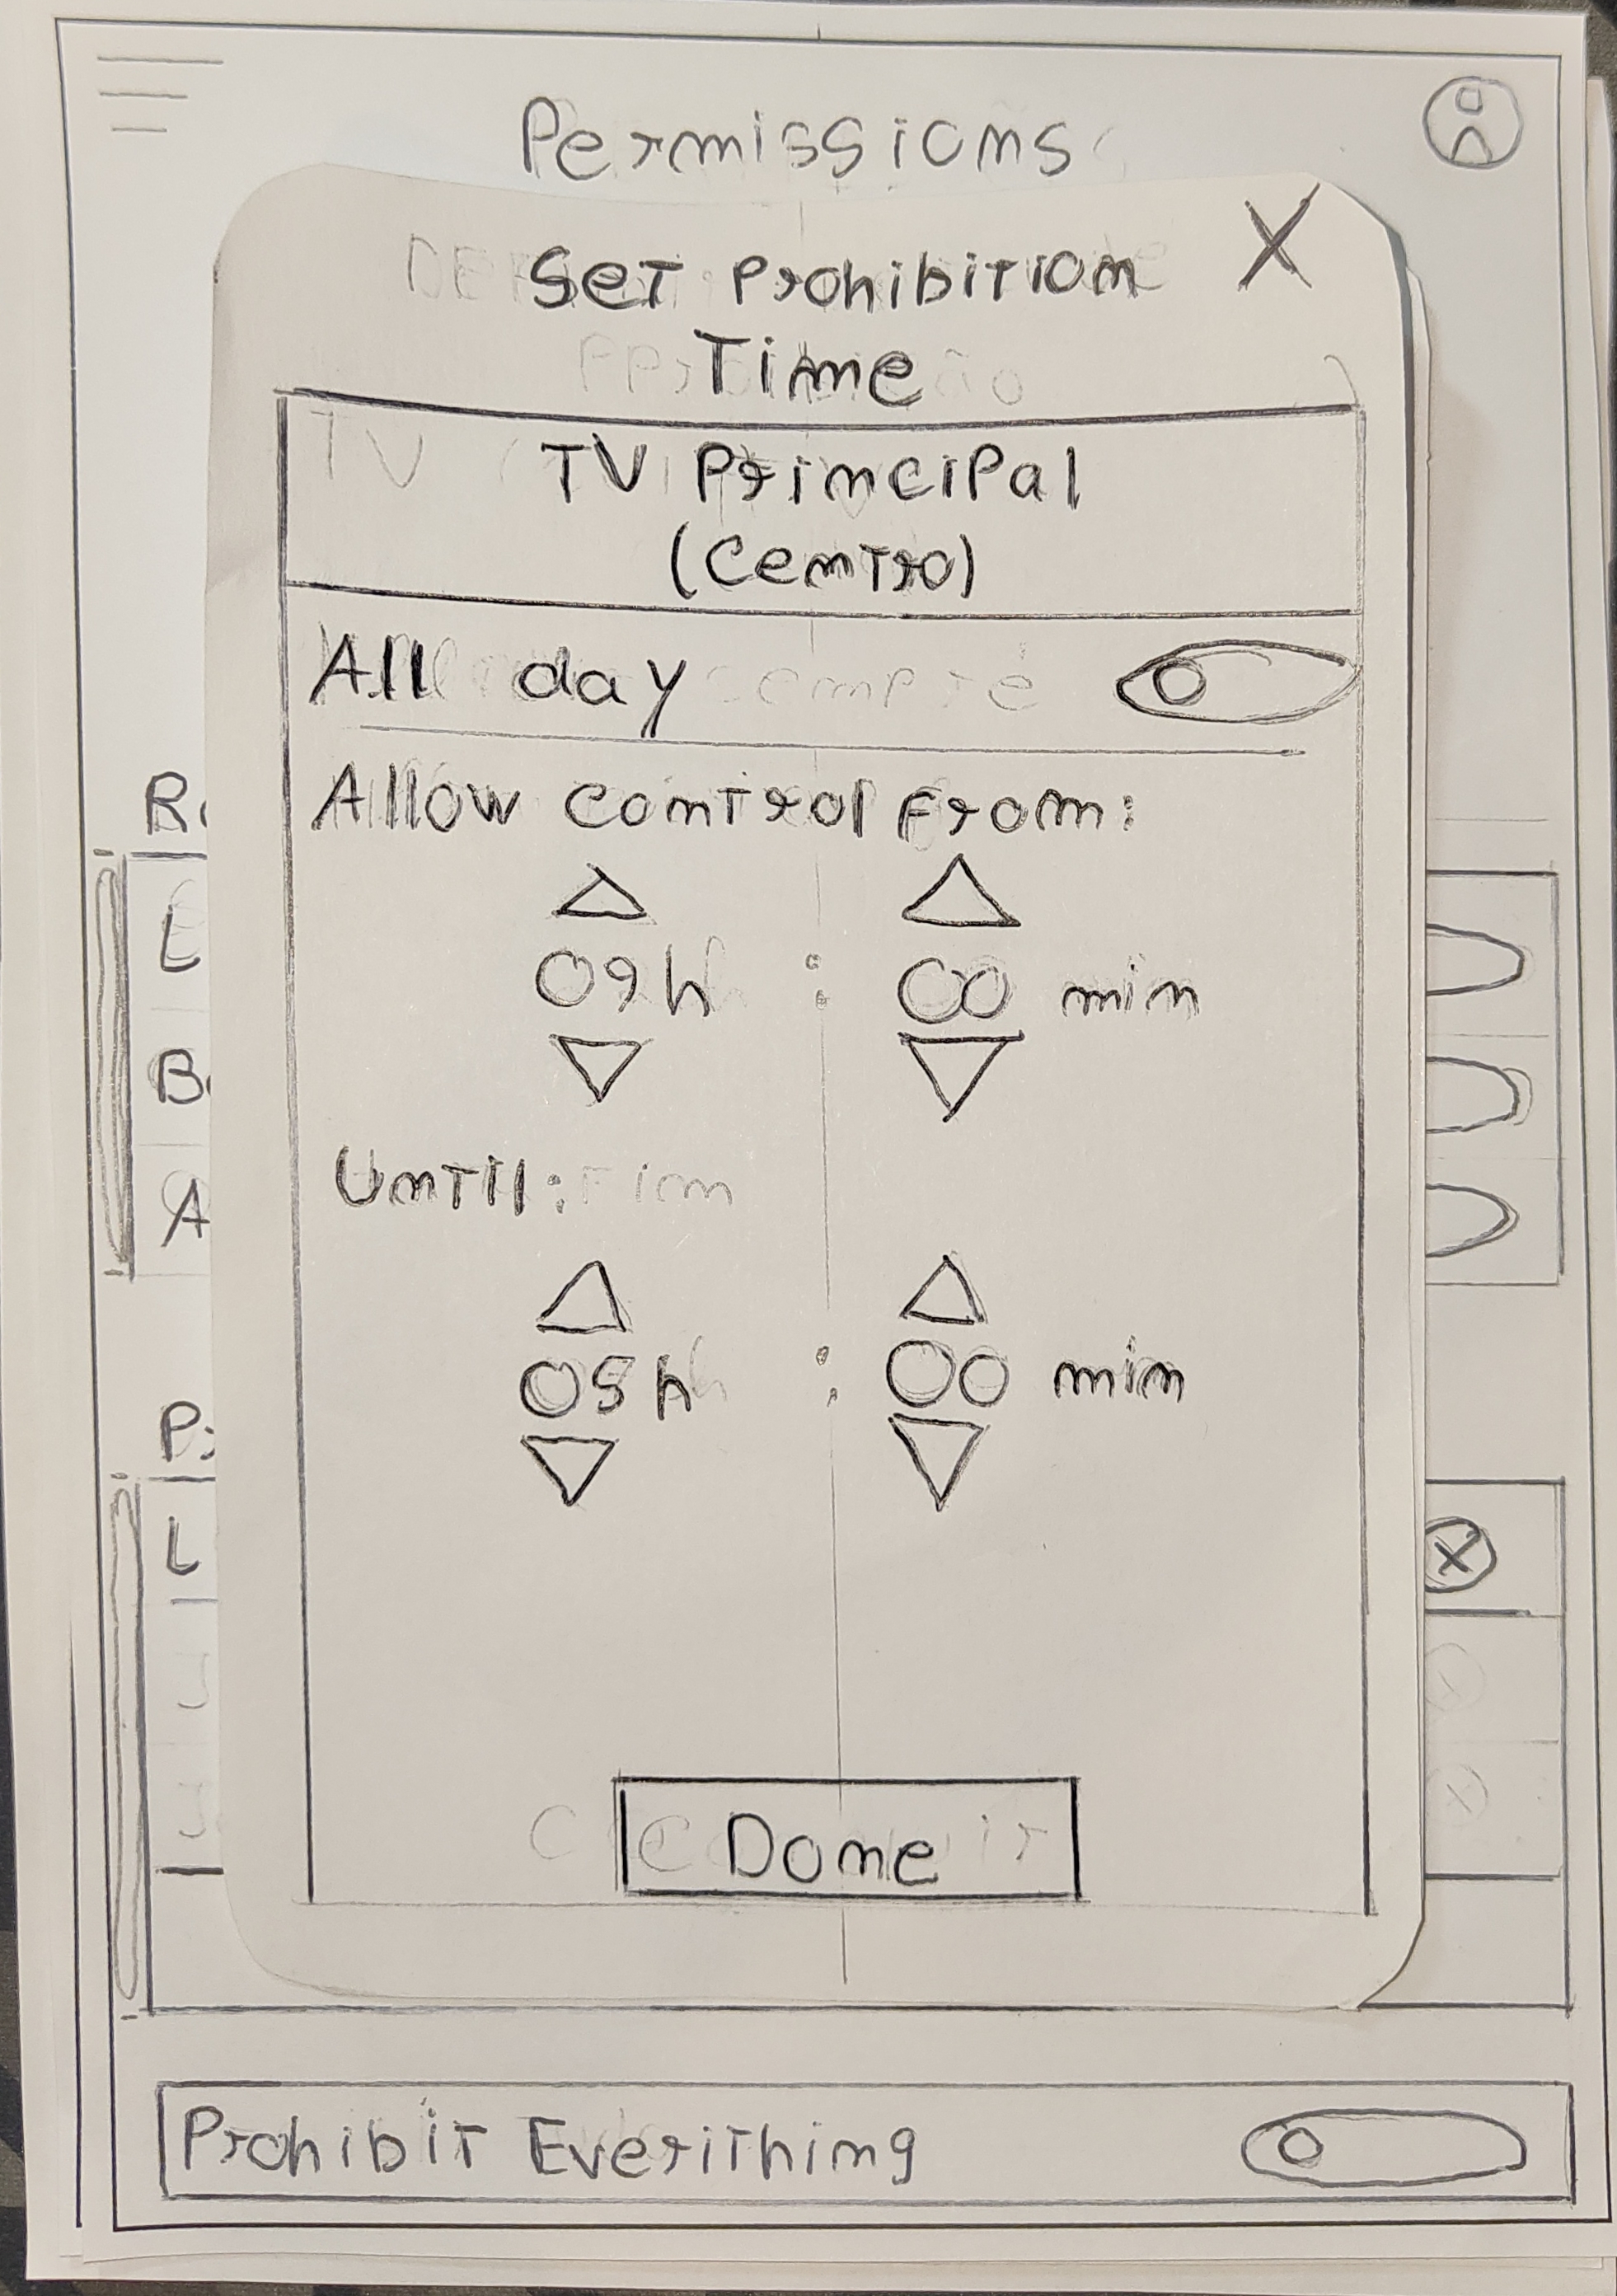 Permissions
Set Prohibition
X
Time
TV Principal
(Centro)
All day
Allow control From:
09h : 00 min
Until:
05h : 00 min
Done
Prohibit Everithing